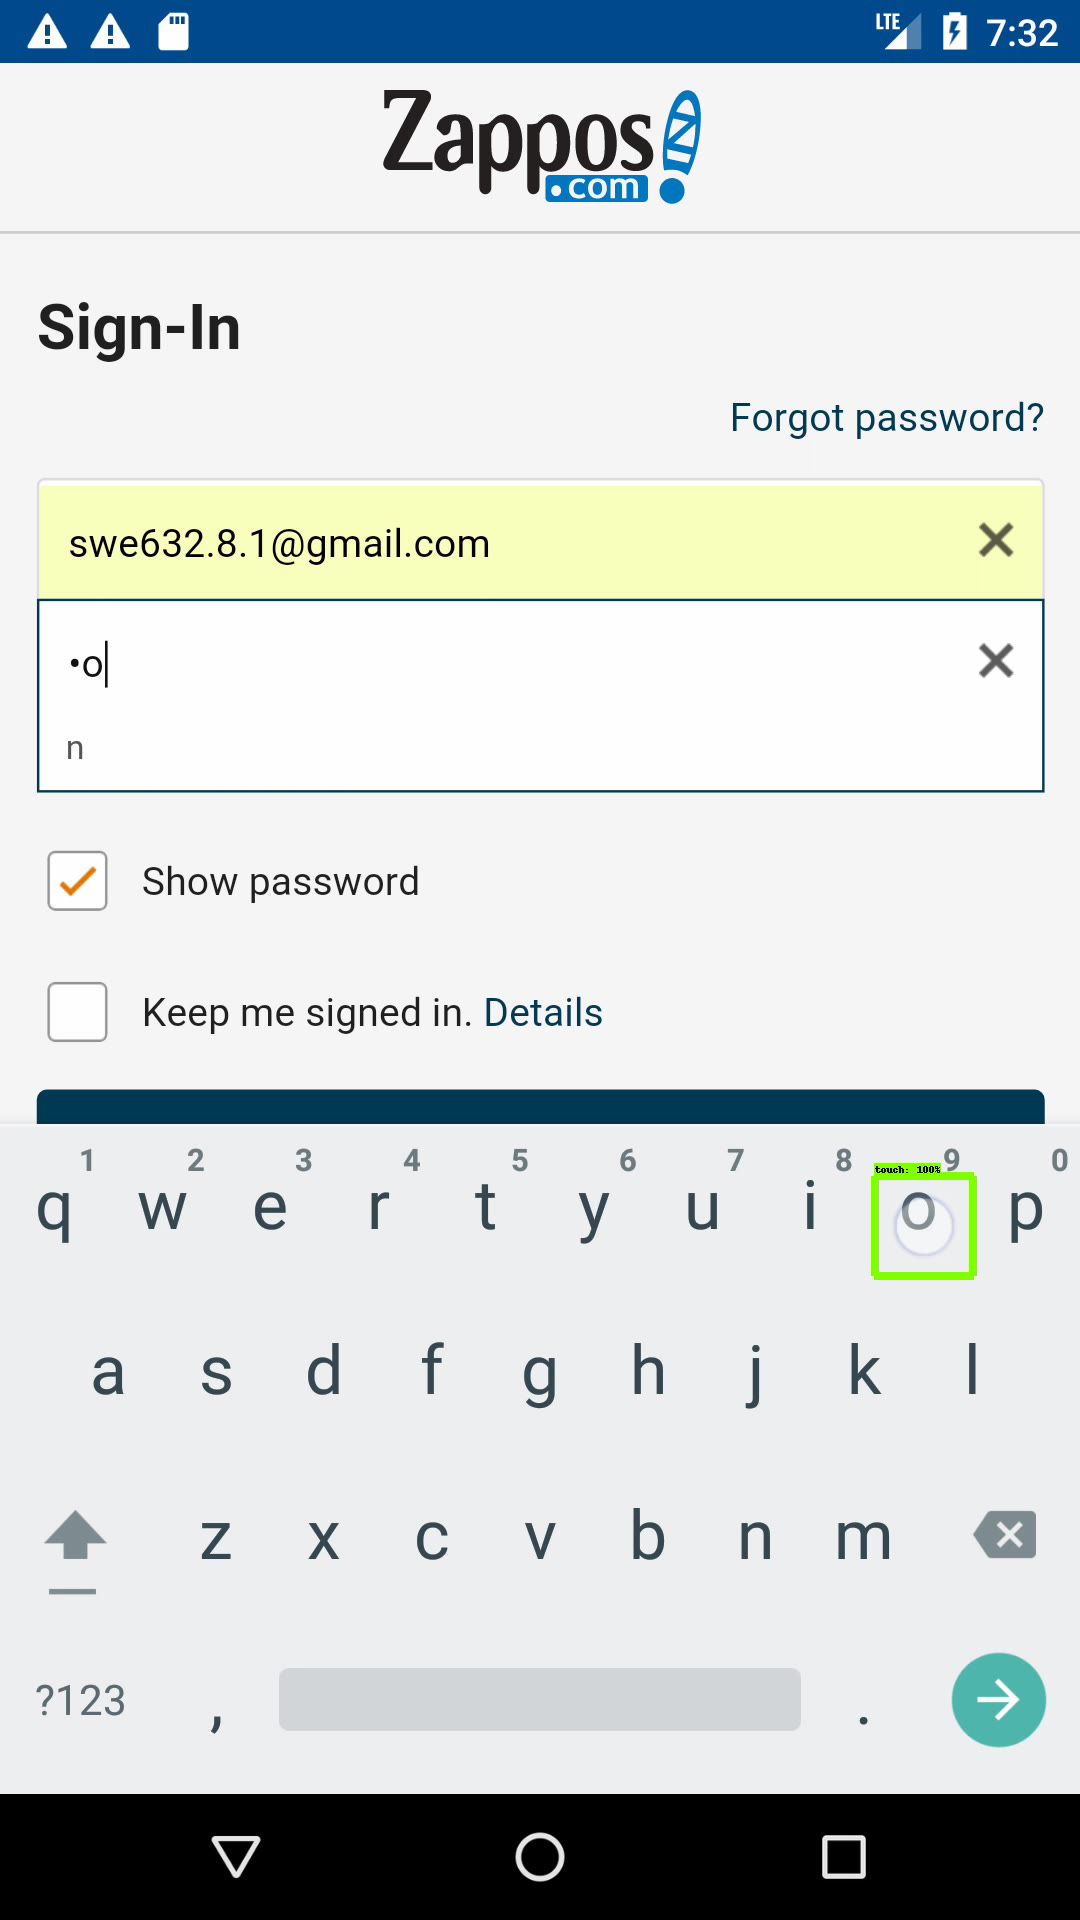 LTE 7:32
Zappos
.com
Sign-In
Forgot password?
swe632.8.1@gmail.com
•o
n
Show password
Keep me signed in. Details
1 2 3 4 5 6 7 8 9 0
touch: 100%
q w e r t y u i o p
a s d f g h j k l
z x c v b n m
?123 , .